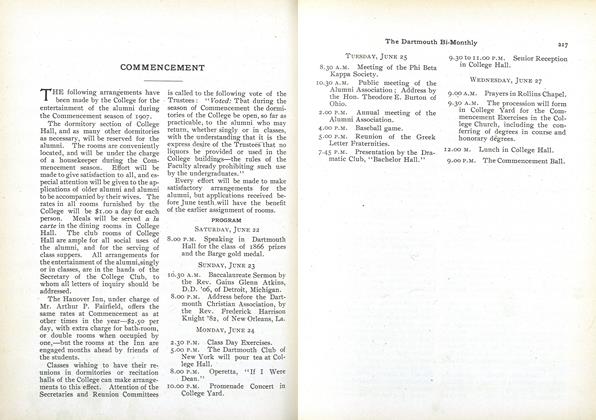 COMMENCEMENT
THE following arrangements have
been made by the College for the
entertainment of the alumni during
the Commencement season of 1907.
The dormitory section of College
Hall, and as many other dormitories
as necessary, will be reserved for the
alumni. The rooms are conveniently
located, and will be under the charge
of a housekeeper during the Com-
mencement season. Effort will be
made to give satisfaction to all, and es-
pecial attention will be given to the ap-
plications of older alumni and alumni
to be accompanied by their wives. The
rates in all rooms furnished by the
College will be $1.00 a day for each
person. Meals will be served a la
carte in the dining rooms in College
Hall. The club rooms of College
Hall are ample for all social uses of
the alumni, and for the serving of
class suppers. All arrangements for
the entertainment of the alumni, singly
or in classes, are in the hands of the
Secretary of the College Club, to
whom all letters of inquiry should be
addressed.
The Hanover Inn, under charge of
Mr. Arthur P. Fairfield, offers the
same rates at Commencement as at
other times in the year—$2.50 per
day, with extra charge for bath-room,
or double rooms when occupied by
one,—but the rooms at the Inn are
engaged months ahead by friends of
the students.
Classes wishing to have their re-
unions in dormitories or recitation
halls of the College can make arrange-
ments to this effect. Attention of the
Secretaries and Reunion Committees
is called to the following vote of the
Trustees: "Voted: That during the
season of Commencement the dormi-
tories of the College be open, so far as
practicable, to the alumni who may
return, whether singly or in classes,
with the understanding that it is the
express desire of the Trustees that no
liquors be provided or used in the
College buildings—the rules of the
Faculty already prohibiting such use
by the undergraduates."
Every effort will be made to make
satisfactory arrangements for the
alumni, but applications received be-
fore June tenth will have the benefit
of the earlier assignment of rooms.
PROGRAM
SATURDAY, JUNE 22
8.00 P.M. Speaking in Dartmouth
Hall for the class of 1866 prizes
and the Barge gold medal.
SUNDAY, JUNE 23
10.30 A.M. Baccalaureate Sermon by
the Rev. Gains Glenn Atkins,
D.D. '06, of Detroit, Michigan.
8.00 P.M. Address before the Dart-
mouth Christian Association, by
the Rev. Frederick Harrison
Knight '82, of New Orleans, La.
MONDAY, JUNE 24
2.30 P.M. Class Day Exercises.
5.00 P.M. The Dartmouth Club of
New York will pour tea at Col-
lege Hall.
8.00 P.M. Operetta, "If I Were
Dean."
10.00 P.M. Promenade Concert in
College Yard.
The Dartmouth Bi-Monthly 217
TUESDAY, JUNE 25
8.30 A.M. Meeting of the Phi Beta
Kappa Society.
10.30 A.M. Public meeting of the
Alumni Association; Address by
the Hon. Theodore E. Burton of
Ohio.
2.00 P.M. Annual meeting of the
Alumni Association.
4.00 P.M. Baseball game.
5.00 P.M. Reunion of the Greek
Letter Fraternities.
7.45 P.M. Presentation by the Dra-
matic Club, "Bachelor Hall."
9.30 to 11.00 P.M. Senior Reception
in College Hall.
WEDNESDAY, JUNE 27
9.00 A.M. Prayers in Rollins Chapel.
9.30 A.M. The procession will form
in College Yard for the Com-
mencement Exercises in the Col-
lege Church, including the con-
ferring of degrees in course and
honorary degrees.
12.00 M. Lunch in College Hall.
9.00 P.M. The Commencement Ball.